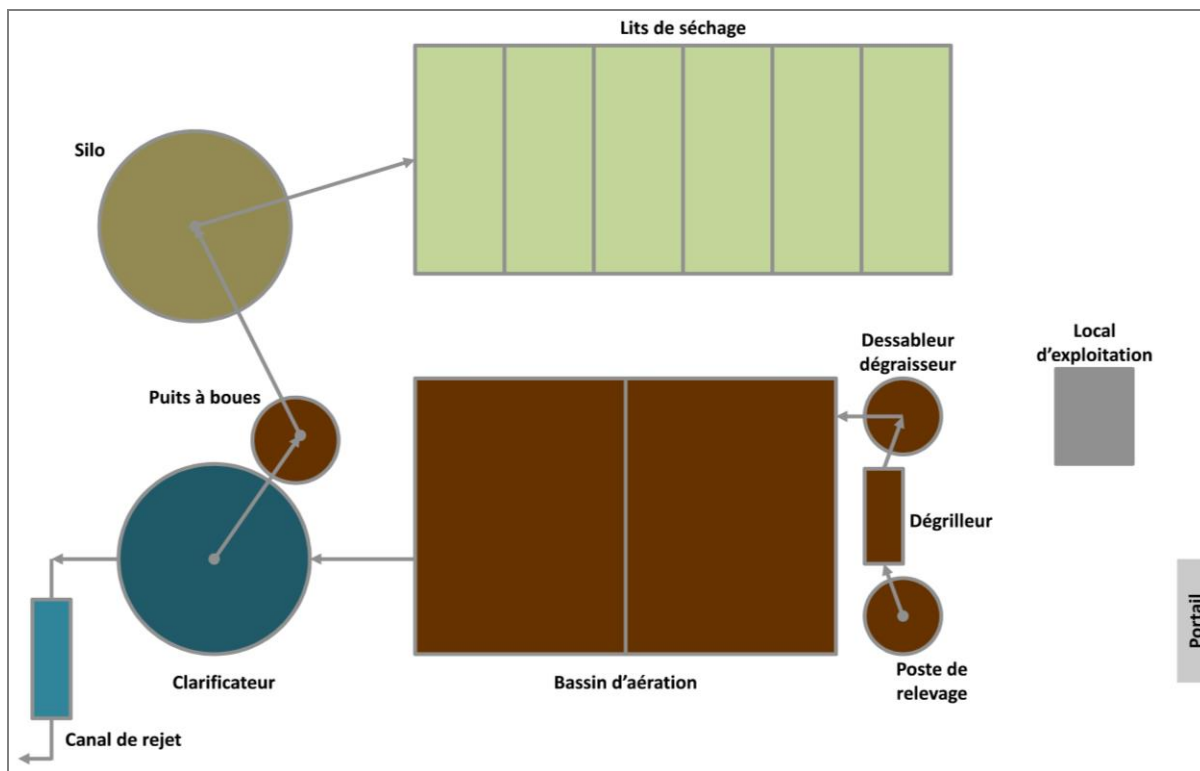 Lits de séchage
Silo
Dessableur
dégraisseur
Local
d'exploitation
Puits à boues
Dégrilleur
Portail
Clarificateur
Bassin d'aération
Poste de
relevage
Canal de rejet